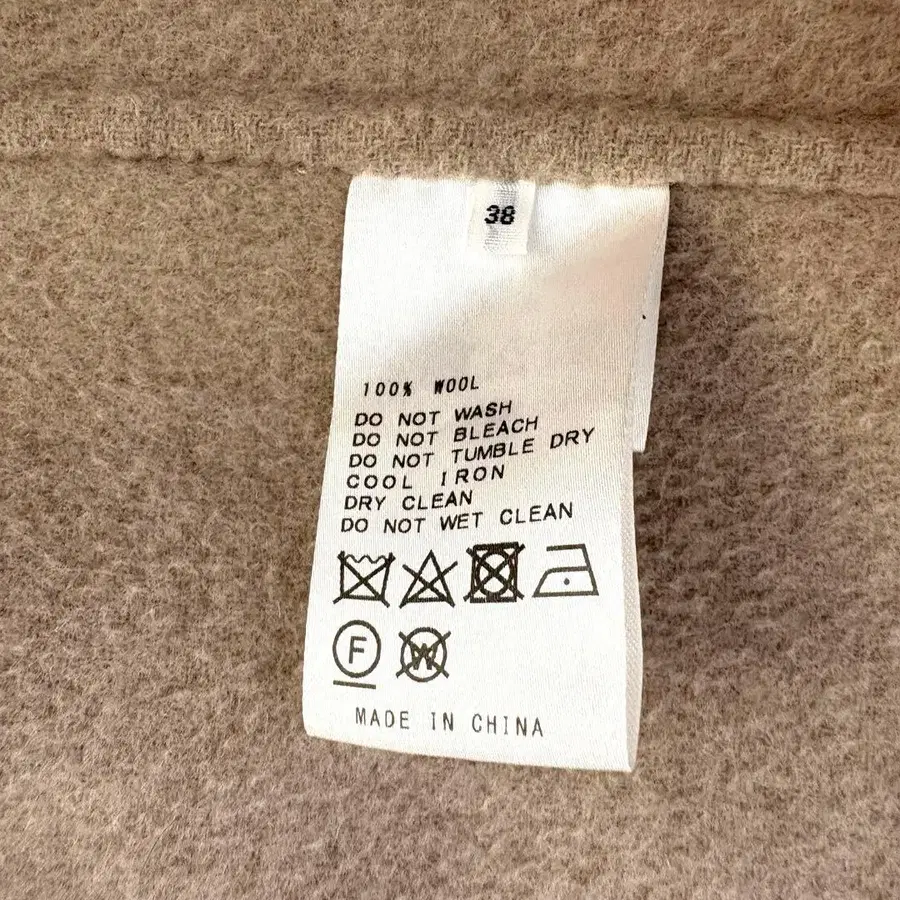 38
100% WOOL
DO NOT WASH
DO NOT BLEACH
DO NOT TUMBLE DRY
COOL IRON
DRY CLEAN
DO NOT WET CLEAN
F W
MADE IN CHINA